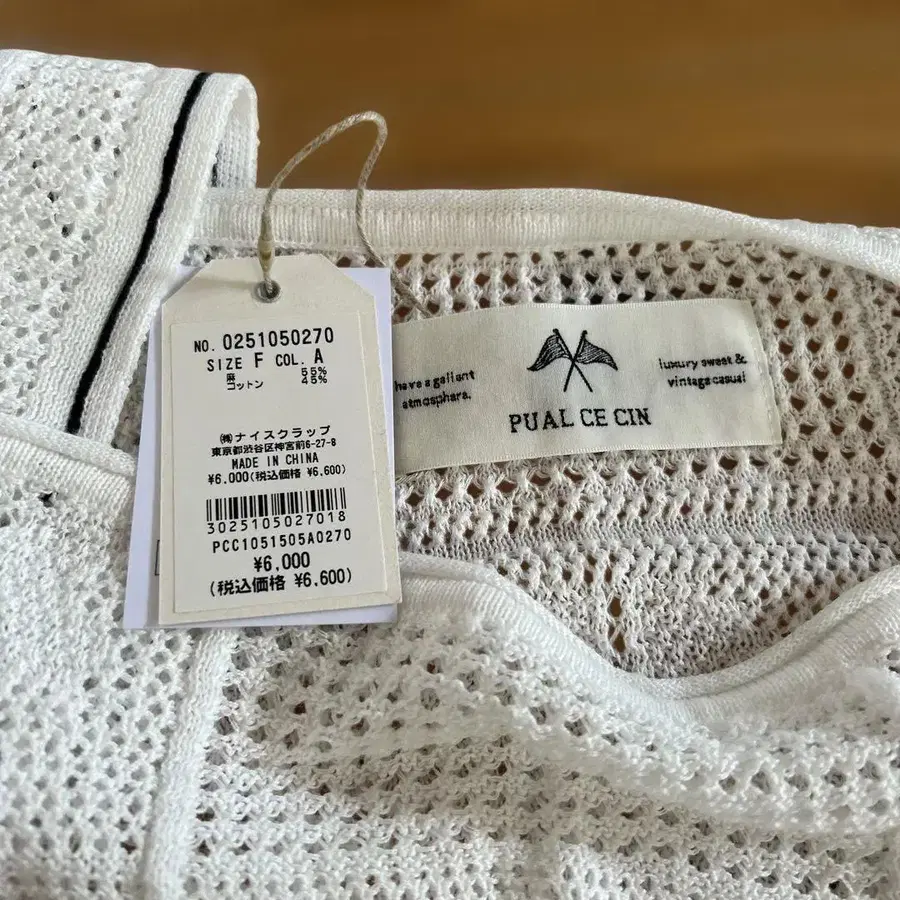 NO. 0251050270
SIZE F COL. A
麻 55%
コットン 45%
㈱ナイスクラップ
東京都渋谷区神宮前6-27-8
MADE IN CHINA
¥6,000(税込価格 ¥6,600)
3025105027018
PCC1051505A0270
¥6,000
(税込価格 ¥6,600)
have a gallant
atmosphere.
luxury sweet &
vintage casual
PUAL CE CIN